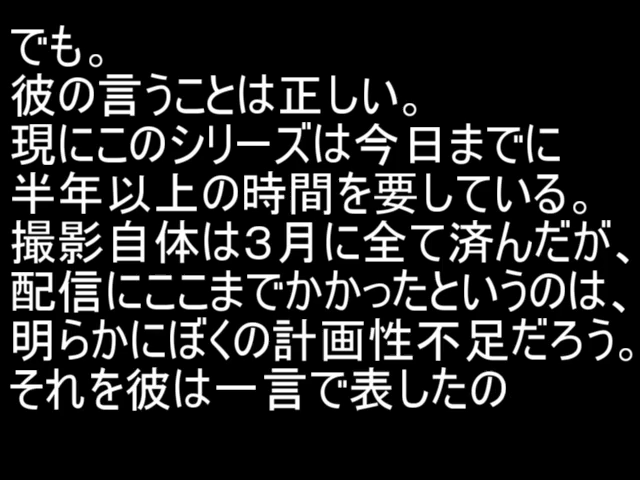 でも。
彼の言うことは正しい。
現にこのシリーズは今日までに
半年以上の時間を要している。
撮影自体は３月に全て済んだが、
配信にここまでかかったというのは、
明らかにぼくの計画性不足だろう。
それを彼は一言で表したの